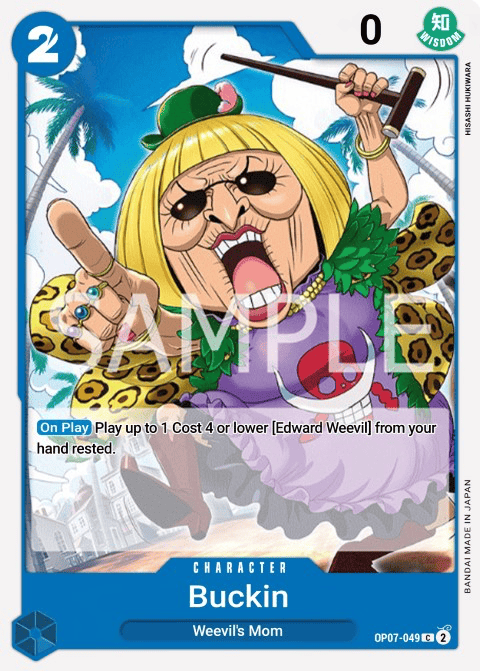 2
0
知
WISDOM
HISASHI HUKIWARA
SAMPLE
On Play Play up to 1 Cost 4 or lower [Edward Weevil] from your
hand rested.
BANDAI MADE IN JAPAN
CHARACTER
Buckin
Weevil's Mom
OP07-049 C 2